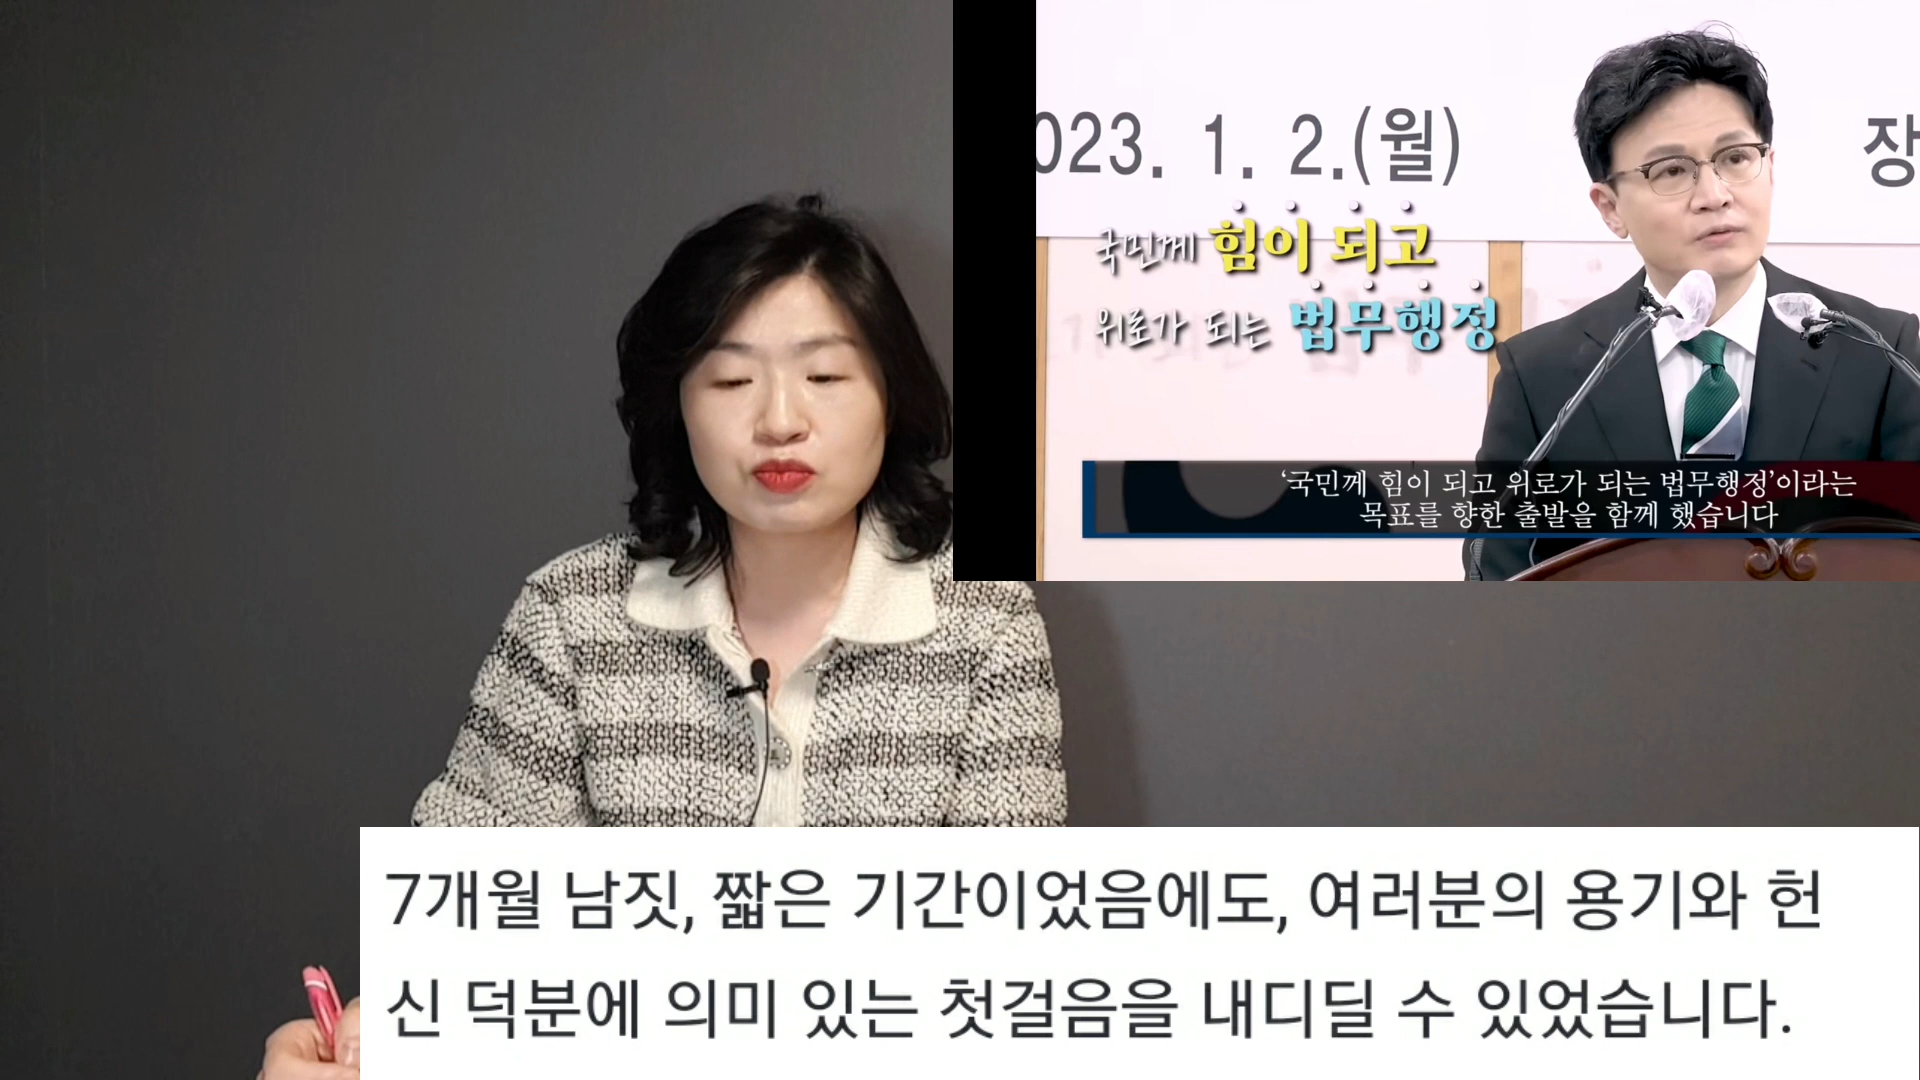 023. 1. 2.(월)
장
국민께 힘이 되고
위로가 되는 법무행정
'국민께 힘이 되고 위로가 되는 법무행정'이라는
목표를 향한 출발을 함께 했습니다
7개월 남짓, 짧은 기간이었음에도, 여러분의 용기와 헌
신 덕분에 의미 있는 첫걸음을 내디딜 수 있었습니다.